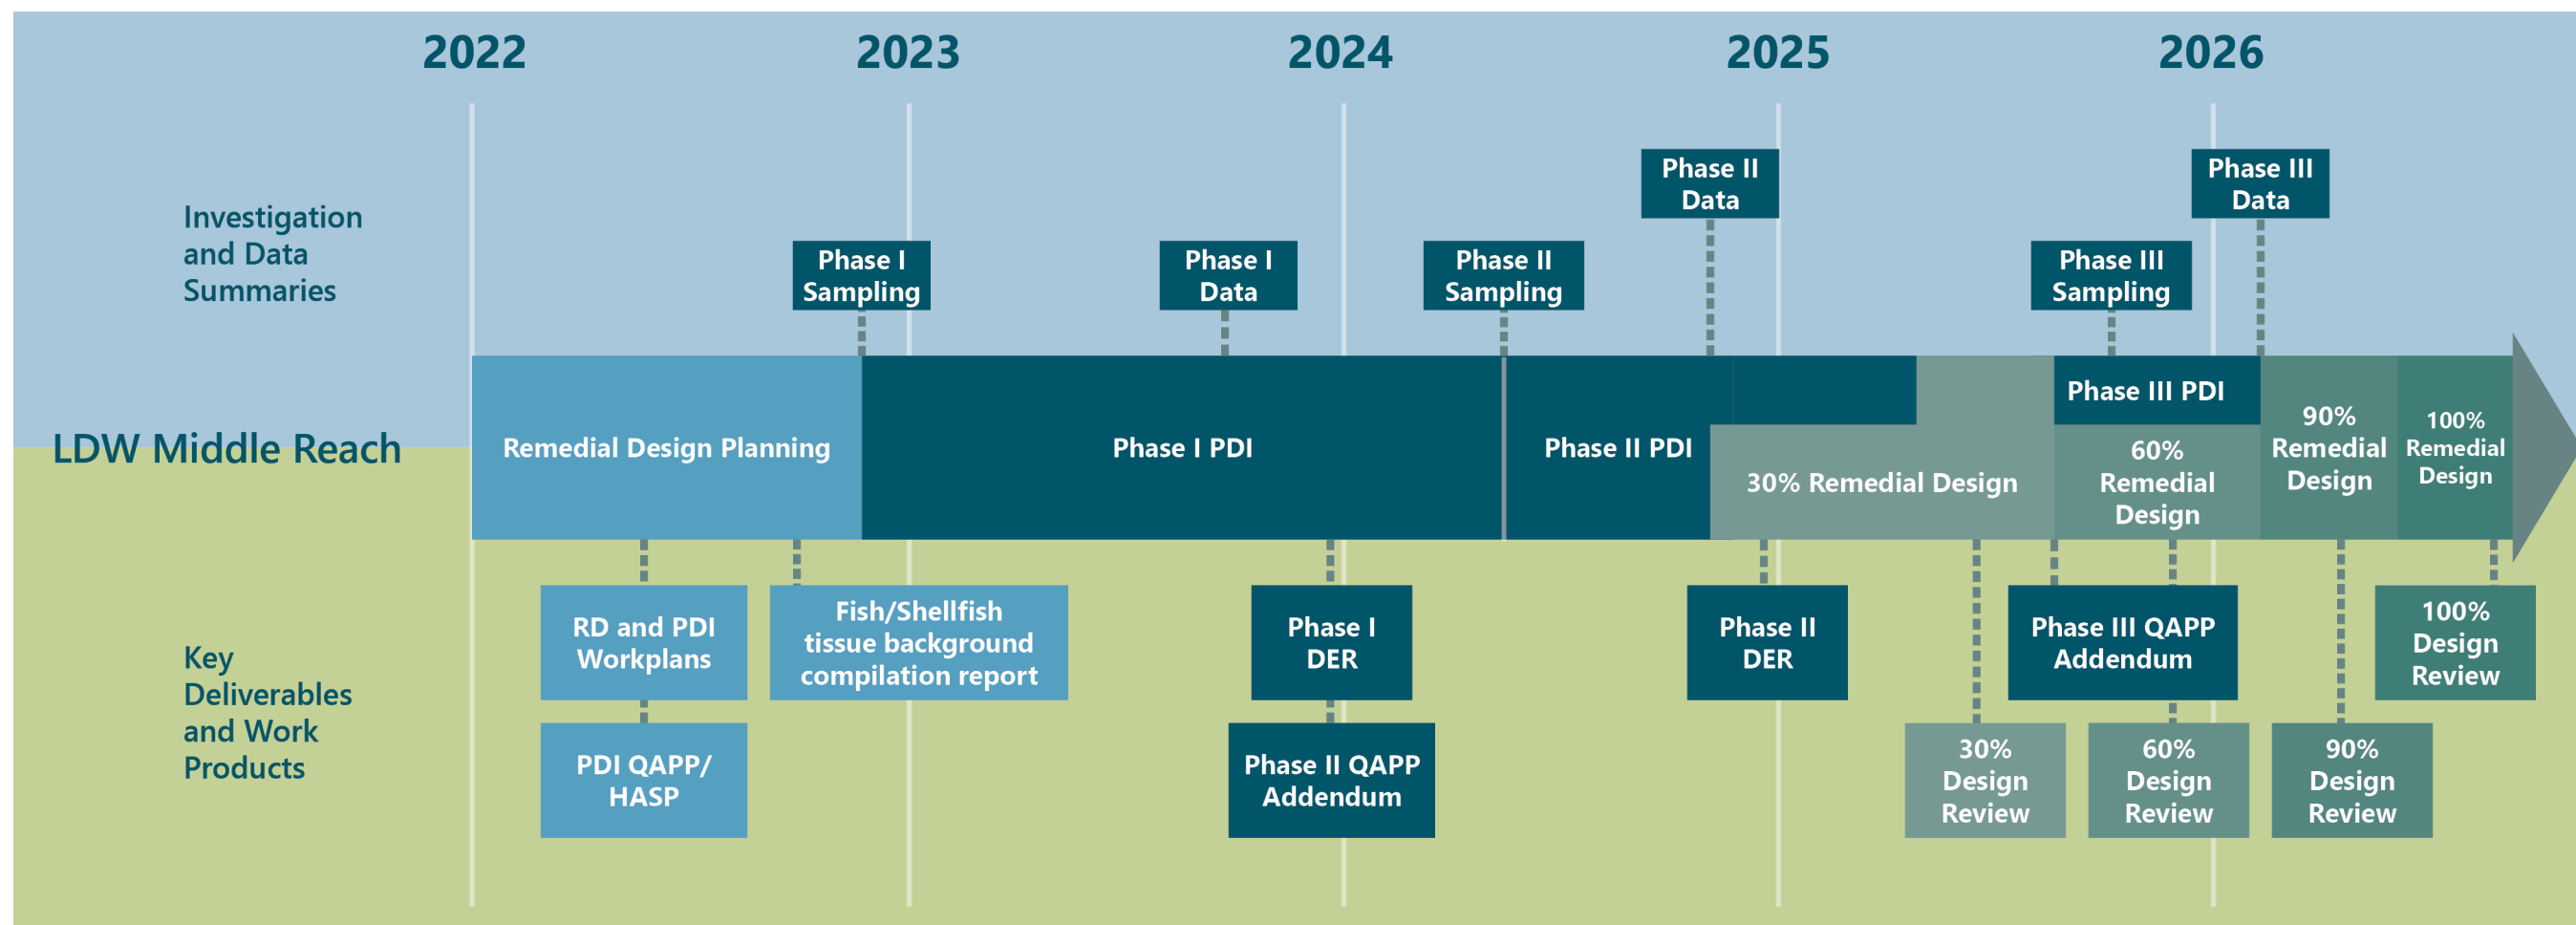 2022 2023 2024 2025 2026
Investigation
and Data
Summaries
Phase I
Sampling
Phase I
Data
Phase II
Sampling
Phase II
Data
Phase III
Sampling
Phase III
Data
LDW Middle Reach
Remedial Design Planning
Phase I PDI
Phase II PDI
30% Remedial Design
Phase III PDI
60%
Remedial
Design
90%
Remedial
Design
100%
Remedial
Design
Key
Deliverables
and Work
Products
RD and PDI
Workplans
PDI QAPP/
HASP
Fish/Shellfish
tissue background
compilation report
Phase I
DER
Phase II QAPP
Addendum
Phase II
DER
30%
Design
Review
Phase III QAPP
Addendum
60%
Design
Review
90%
Design
Review
100%
Design
Review